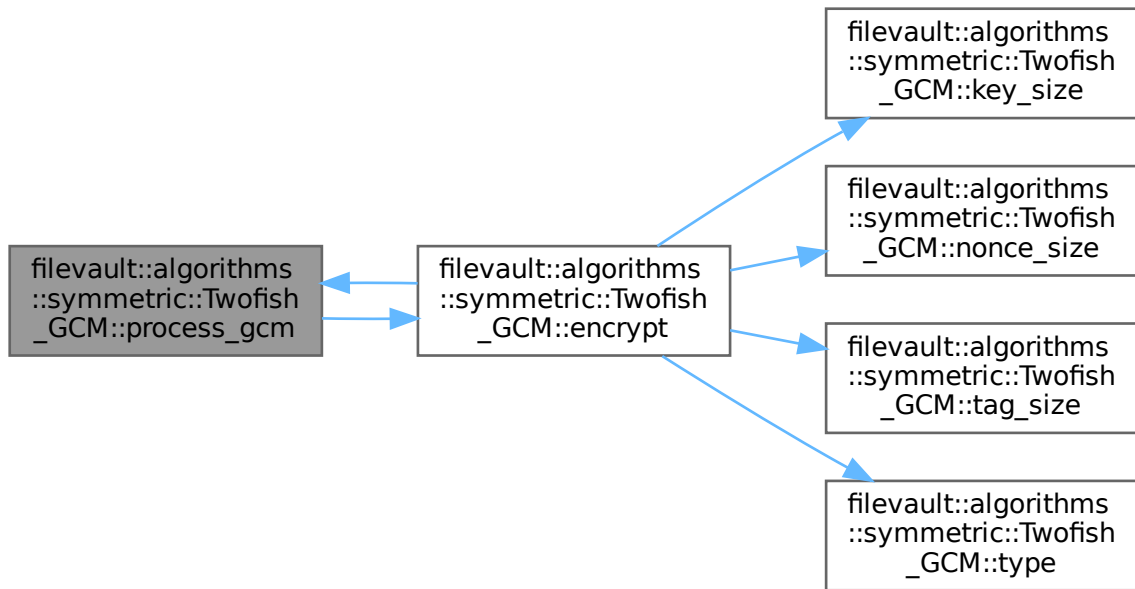 filevault::algorithms
::symmetric::Twofish
_GCM::process_gcm
filevault::algorithms
::symmetric::Twofish
_GCM::encrypt
filevault::algorithms
::symmetric::Twofish
_GCM::key_size
filevault::algorithms
::symmetric::Twofish
_GCM::nonce_size
filevault::algorithms
::symmetric::Twofish
_GCM::tag_size
filevault::algorithms
::symmetric::Twofish
_GCM::type